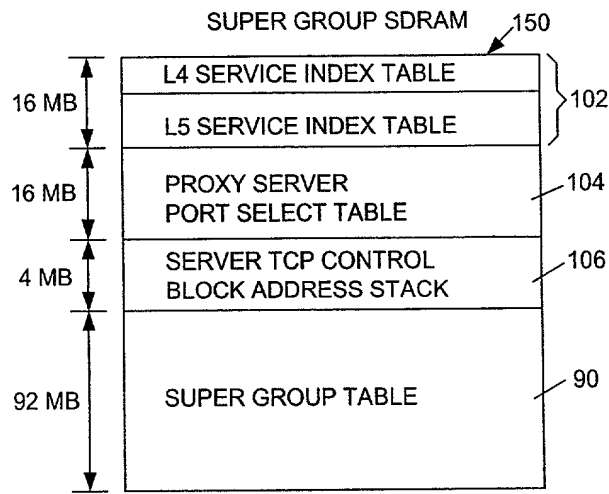 SUPER GROUP SDRAM
150
L4 SERVICE INDEX TABLE
16 MB
102
L5 SERVICE INDEX TABLE
16 MB
PROXY SERVER
PORT SELECT TABLE
104
4 MB
SERVER TCP CONTROL
BLOCK ADDRESS STACK
106
92 MB
SUPER GROUP TABLE
90